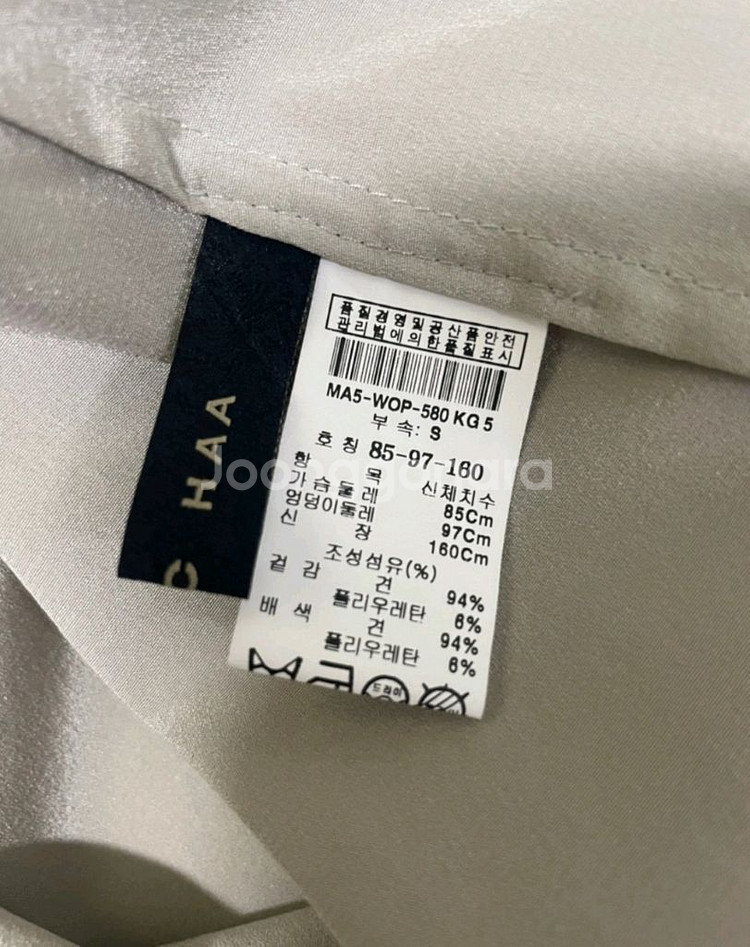 품질경영및공산품안전
관리법에의한품질표시
MA5-WOP-580 KG 5
부 속: S
호 칭 85-97-160
항 목 신체치수
가슴둘레 85Cm
엉덩이둘레 97Cm
신 장 160Cm
조성섬유(%)
겉 감 견 94%
폴리우레탄 6%
배 색 견 94%
폴리우레탄 6%
드라이
C HAA
Joonggonara